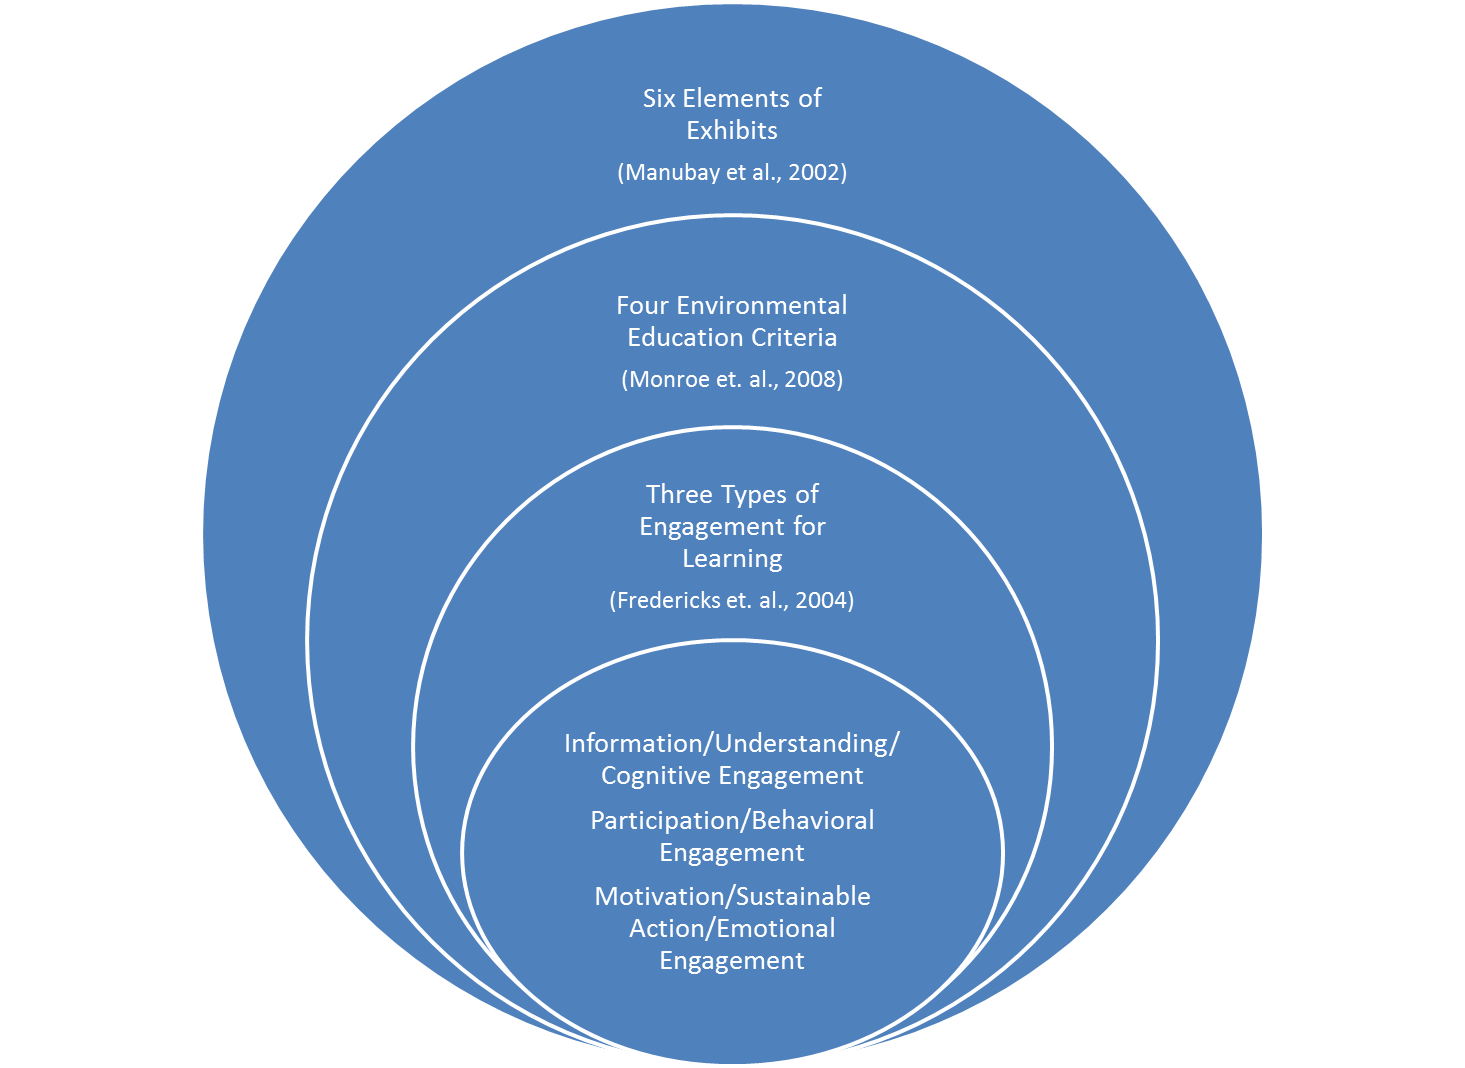 Six Elements of
Exhibits
(Manubay et al., 2002)
Four Environmental
Education Criteria
(Monroe et. al., 2008)
Three Types of
Engagement for
Learning
(Fredericks et. al., 2004)
Information/Understanding/
Cognitive Engagement
Participation/Behavioral
Engagement
Motivation/Sustainable
Action/Emotional
Engagement